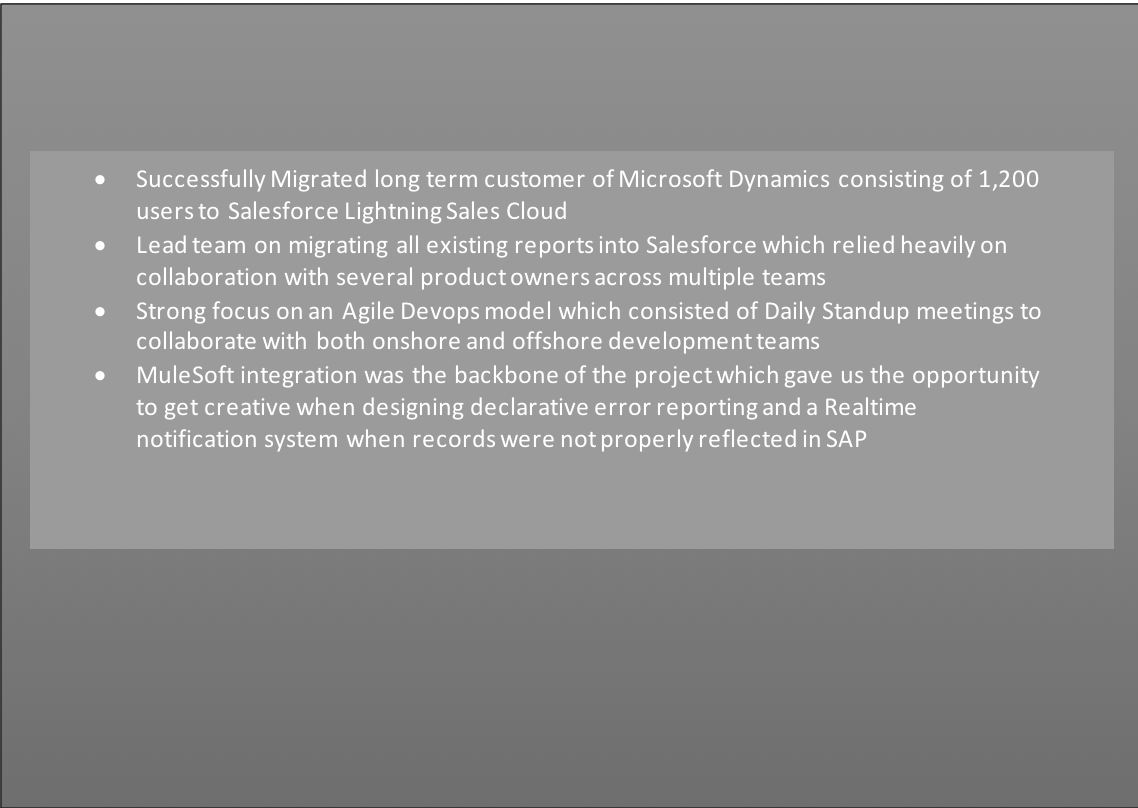 • Successfully Migrated long term customer of Microsoft Dynamics consisting of 1,200
users to Salesforce Lightning Sales Cloud
• Lead team on migrating all existing reports into Salesforce which relied heavily on
collaboration with several product owners across multiple teams
• Strong focus on an Agile Devops model which consisted of Daily Standup meetings to
collaborate with both onshore and offshore development teams
• MuleSoft integration was the backbone of the project which gave us the opportunity
to get creative when designing declarative error reporting and a Realtime
notification system when records were not properly reflected in SAP